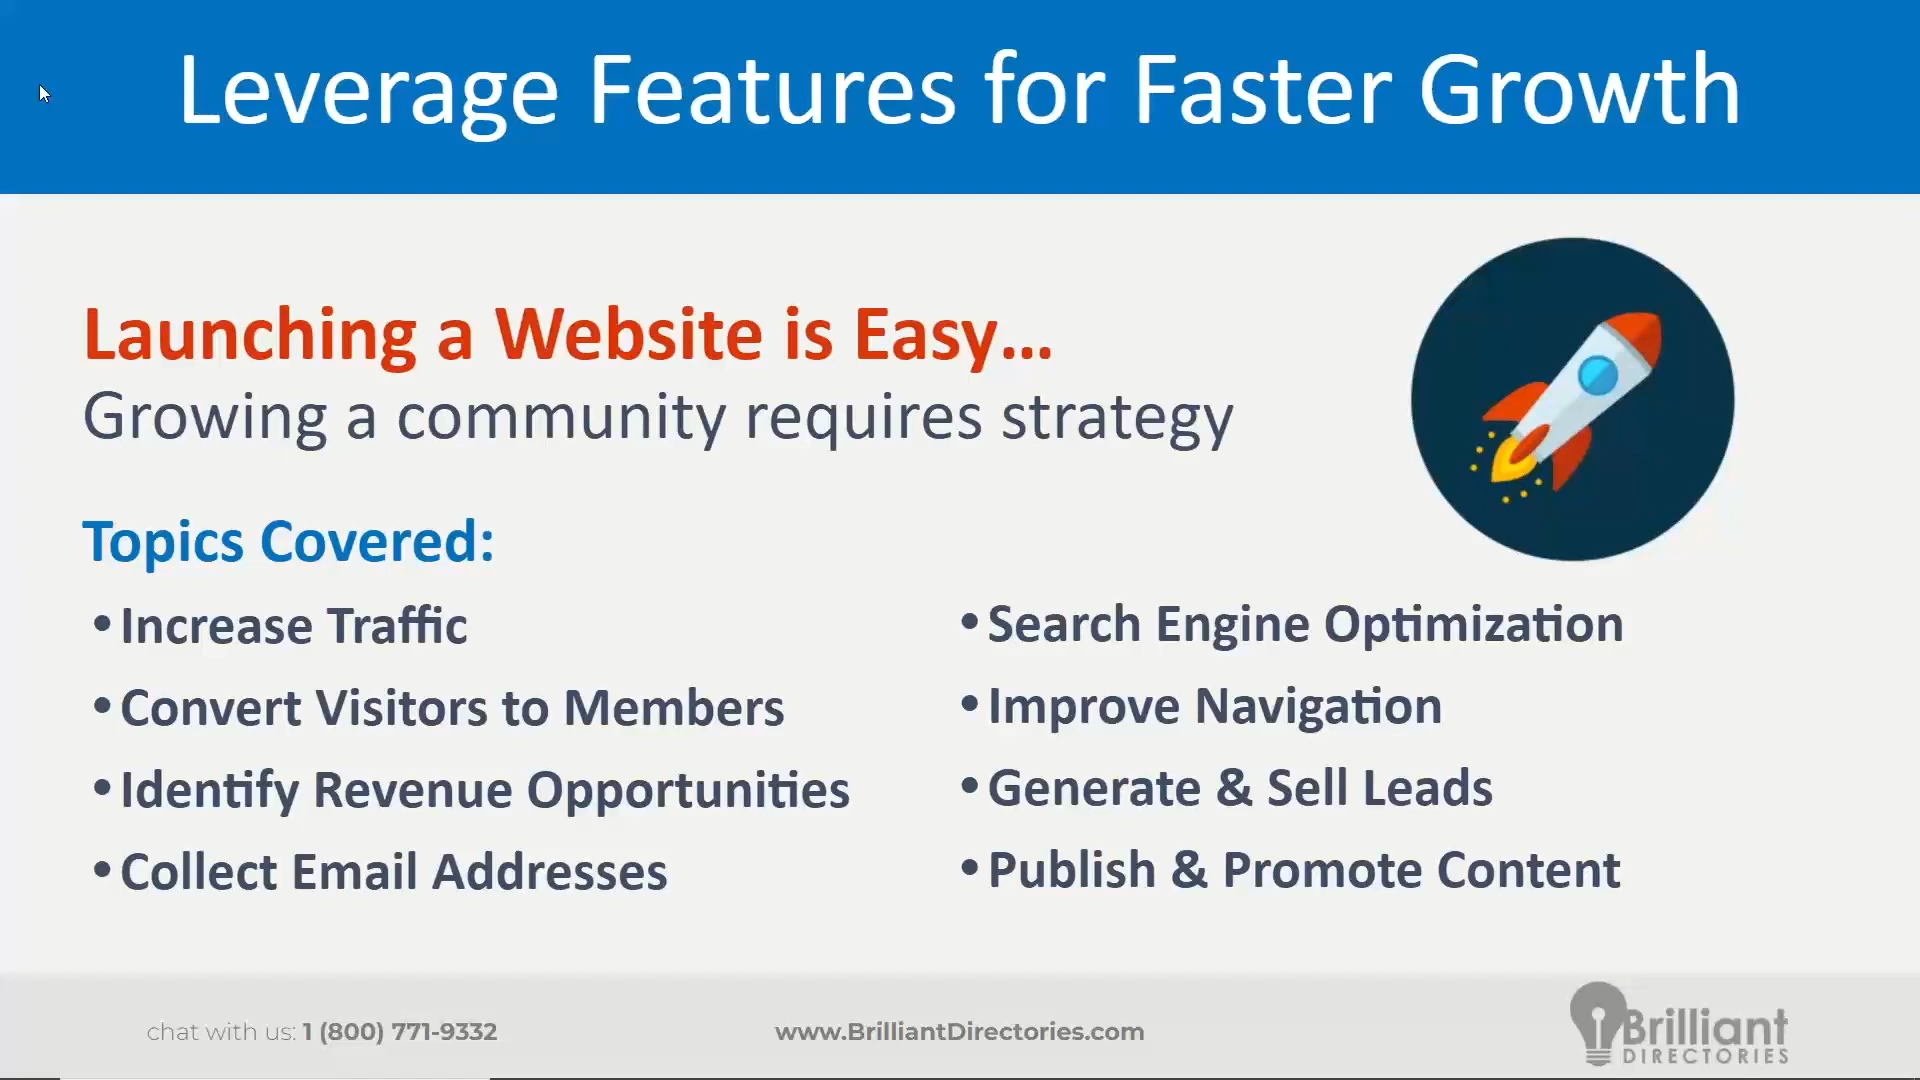 Leverage Features for Faster Growth
Launching a Website is Easy...
Growing a community requires strategy
Topics Covered:
•Increase Traffic
•Convert Visitors to Members
•Identify Revenue Opportunities
•Collect Email Addresses
•Search Engine Optimization
•Improve Navigation
•Generate & Sell Leads
•Publish & Promote Content
chat with us: 1 (800) 771-9332
www.BrilliantDirectories.com
Brilliant
DIRECTORIES